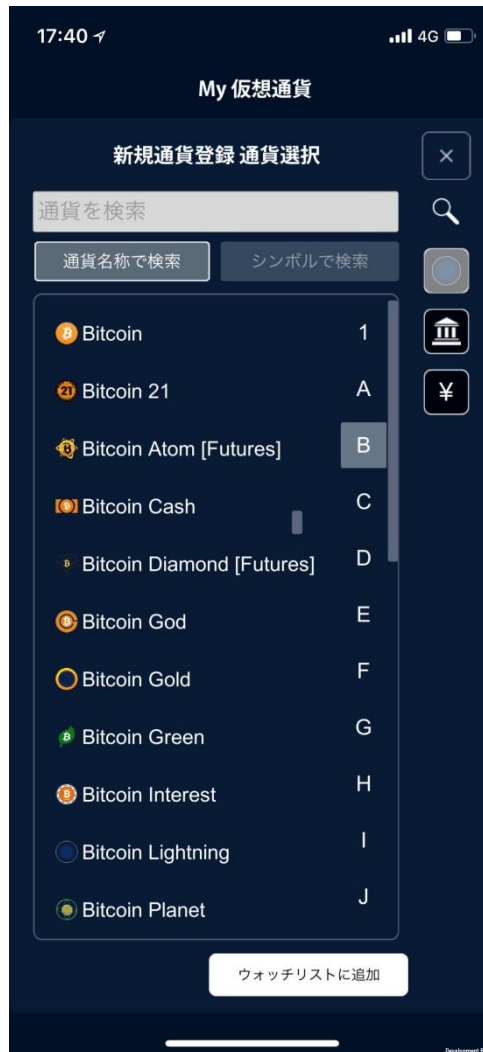 17:40
4G
My 仮想通貨
新規通貨登録 通貨選択
×
通貨を検索
通貨名称で検索 シンボルで検索
¥
Bitcoin 1
Bitcoin 21 A
Bitcoin Atom [Futures] B
Bitcoin Cash C
Bitcoin Diamond [Futures] D
Bitcoin God E
Bitcoin Gold F
Bitcoin Green G
Bitcoin Interest H
Bitcoin Lightning I
Bitcoin Planet J
ウォッチリストに追加
Development